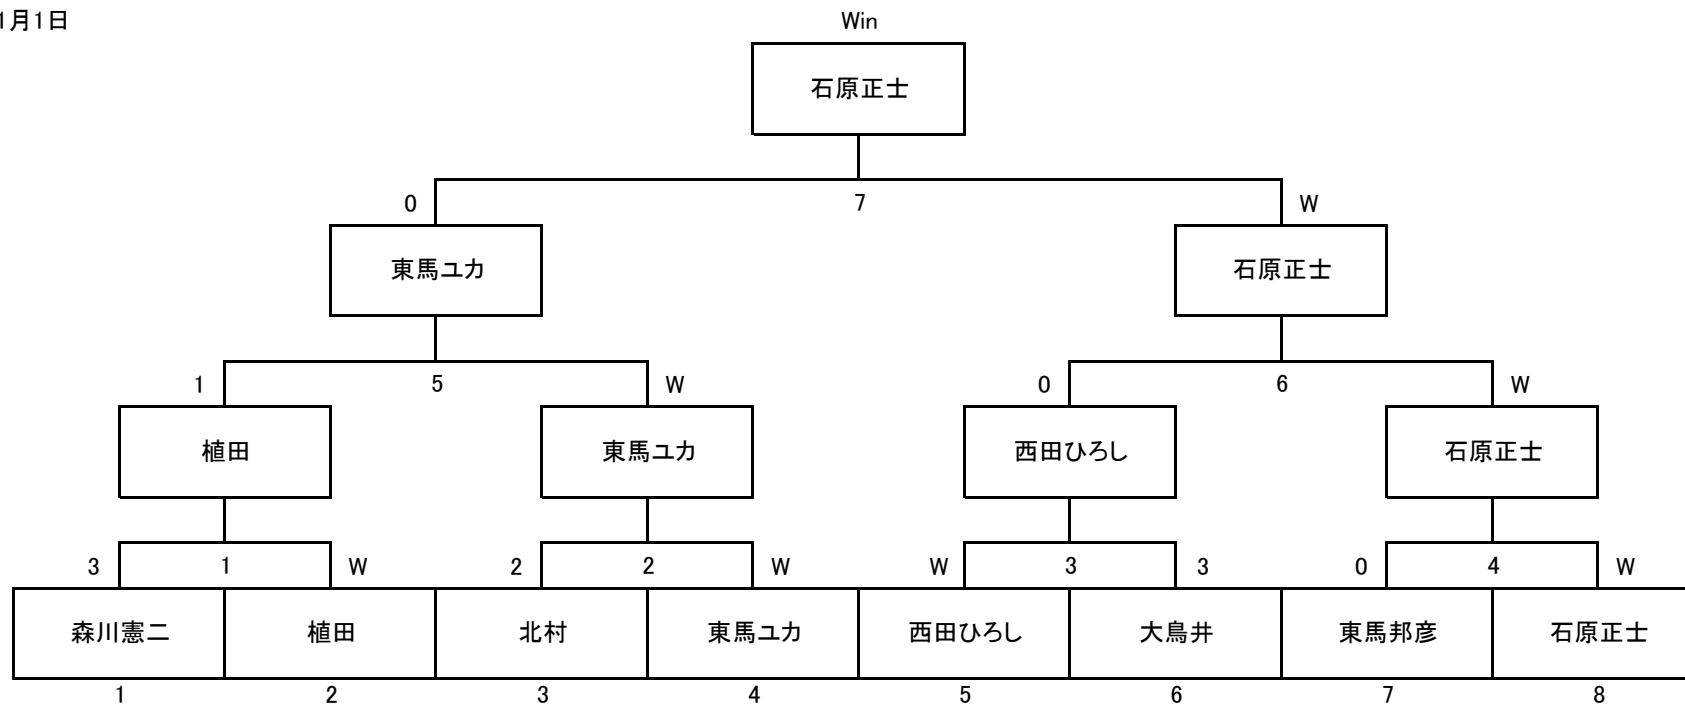 1月1日
Win
石原正士
0 7 W
東馬ユカ 石原正士
1 5 W 0 6 W
植田 東馬ユカ 西田ひろし 石原正士
3 1 W 2 2 W W 3 3 0 4 W
森川憲二 植田 北村 東馬ユカ 西田ひろし 大鳥井 東馬邦彦 石原正士
1 2 3 4 5 6 7 8